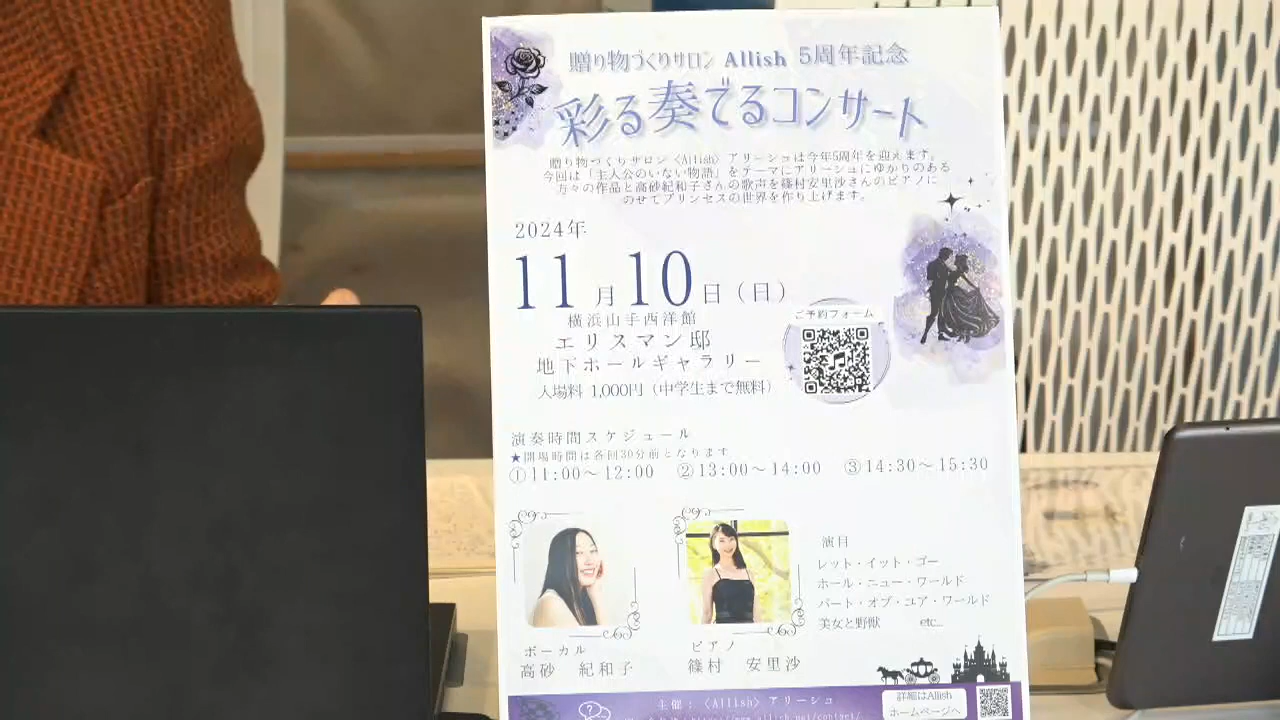 贈り物づくりサロン Allish 5周年記念
彩る奏でるコンサート
贈り物づくりサロン〈Allish〉アリーシュは今年5周年を迎えます。
今回は「主人公のいない物語」をテーマにアリーシュにゆかりのある
方々の作品と高砂紀和子さんの歌声を篠村安里沙さんのピアノに
のせてプリンセスの世界を作り上げます。
2024年
11月10日（日）
横浜山手西洋館
エリスマン邸
地下ホールギャラリー
入場料 1,000円（中学生まで無料）
ご予約フォーム
演奏時間スケジュール
★開場時間は各回30分前となります
①11:00～12:00 ②13:00～14:00 ③14:30～15:30
演目
レット・イット・ゴー
ホール・ニュー・ワールド
パート・オブ・ユア・ワールド
美女と野獣 etc...
ボーカル
高砂 紀和子
ピアノ
篠村 安里沙
主催：〈Allish〉アリーシュ
詳細はAllish
ホームページへ